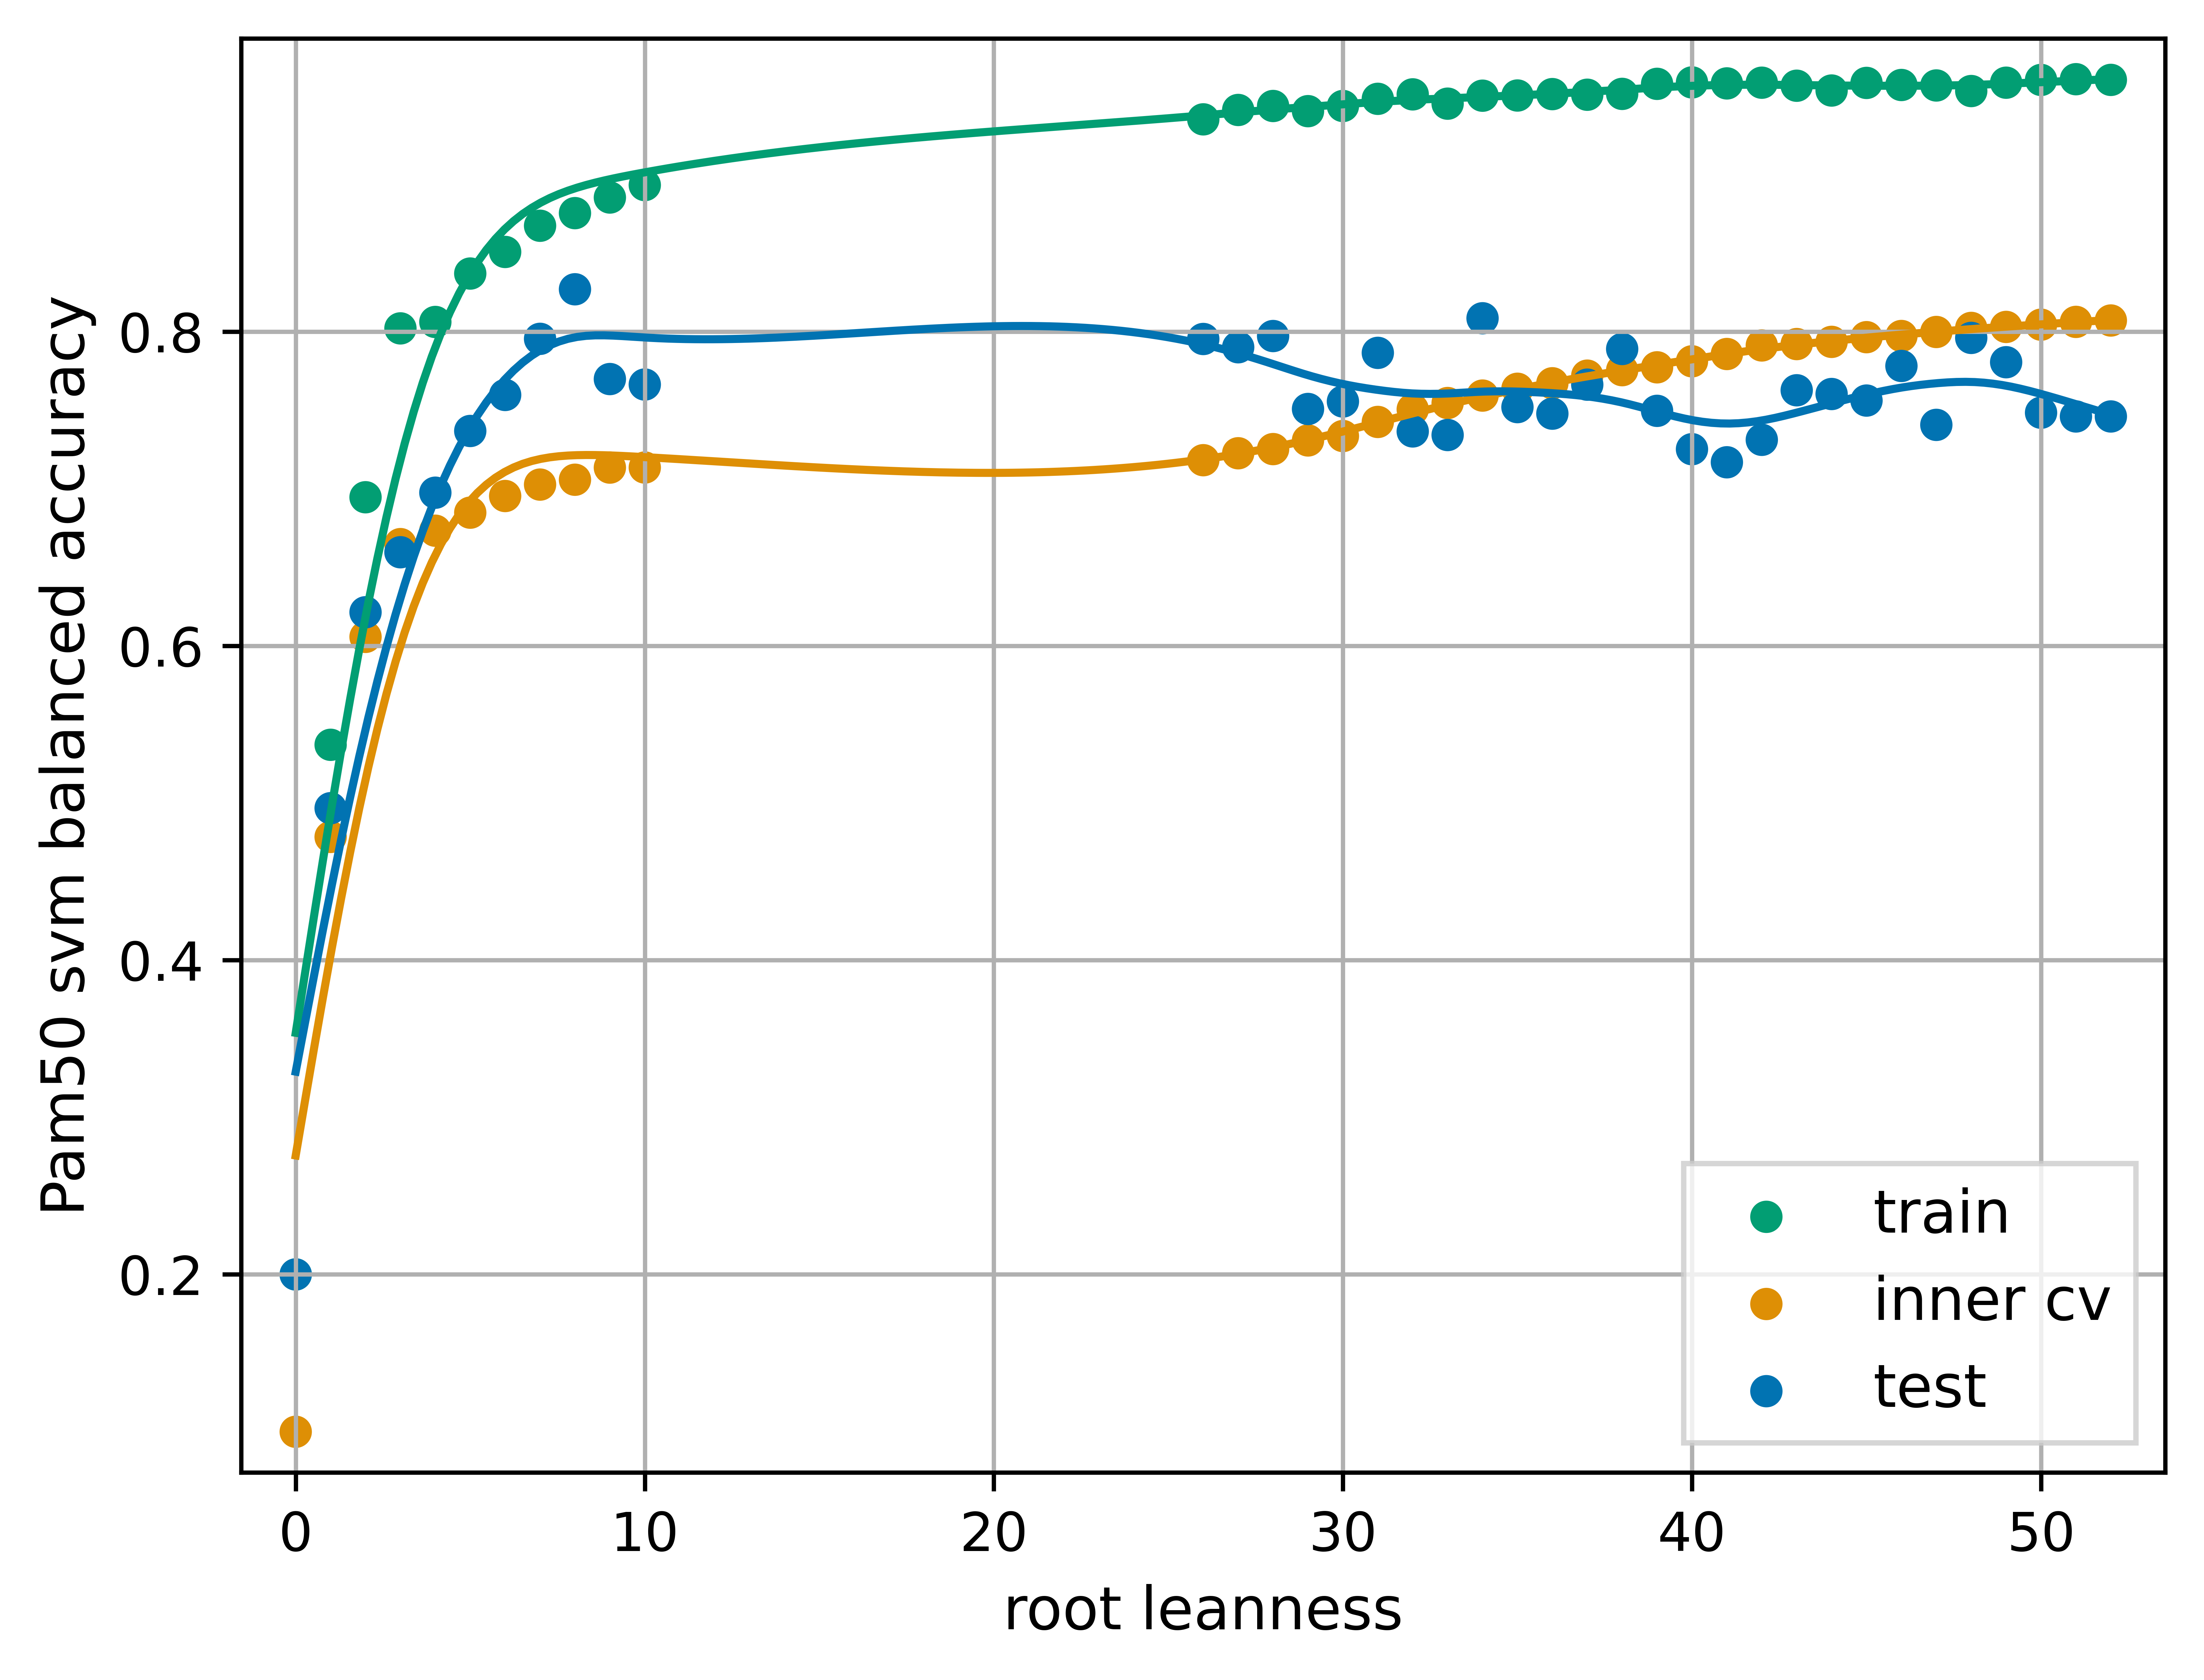 Pam50 svm balanced accuracy
0.8
0.6
0.4
0.2
0 10 20 30 40 50
root leanness
train
inner cv
test